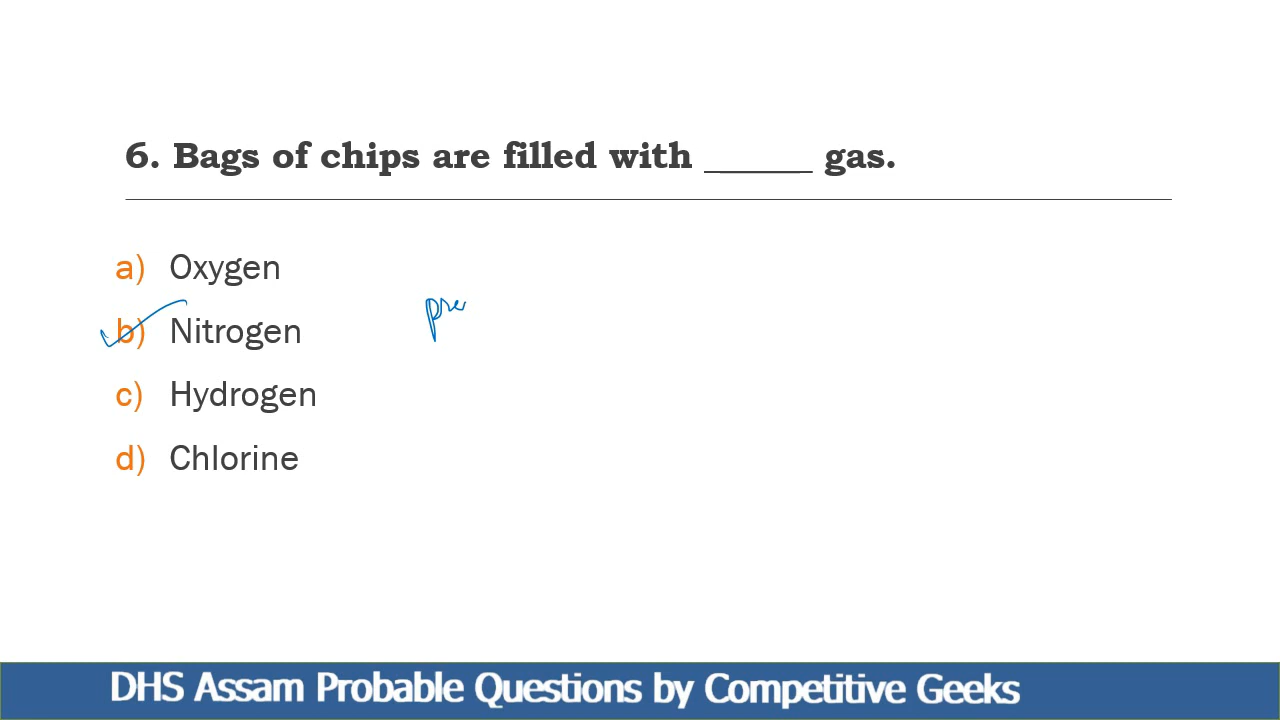 6. Bags of chips are filled with ______ gas.
a) Oxygen
b) Nitrogen
pre
c) Hydrogen
d) Chlorine
DHS Assam Probable Questions by Competitive Geeks